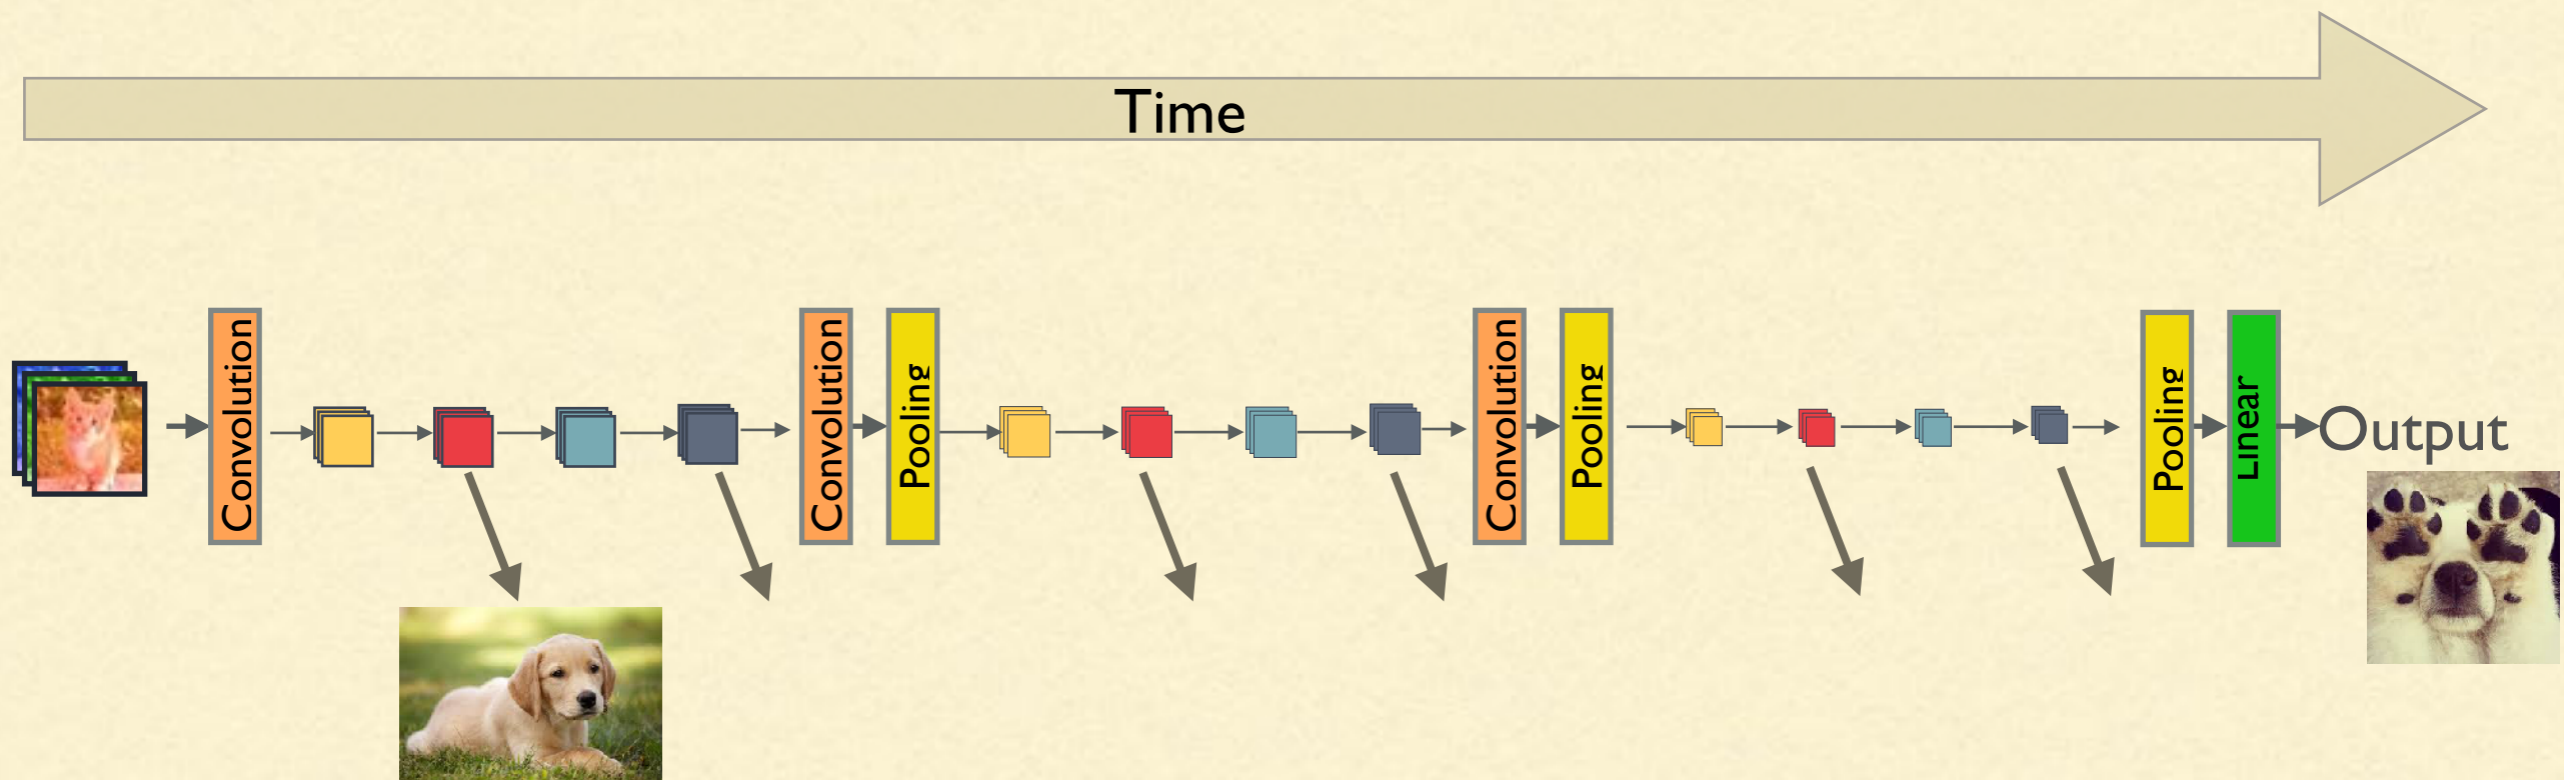 Time
Convolution
Convolution
Pooling
Convolution
Pooling
Pooling
Linear
Output